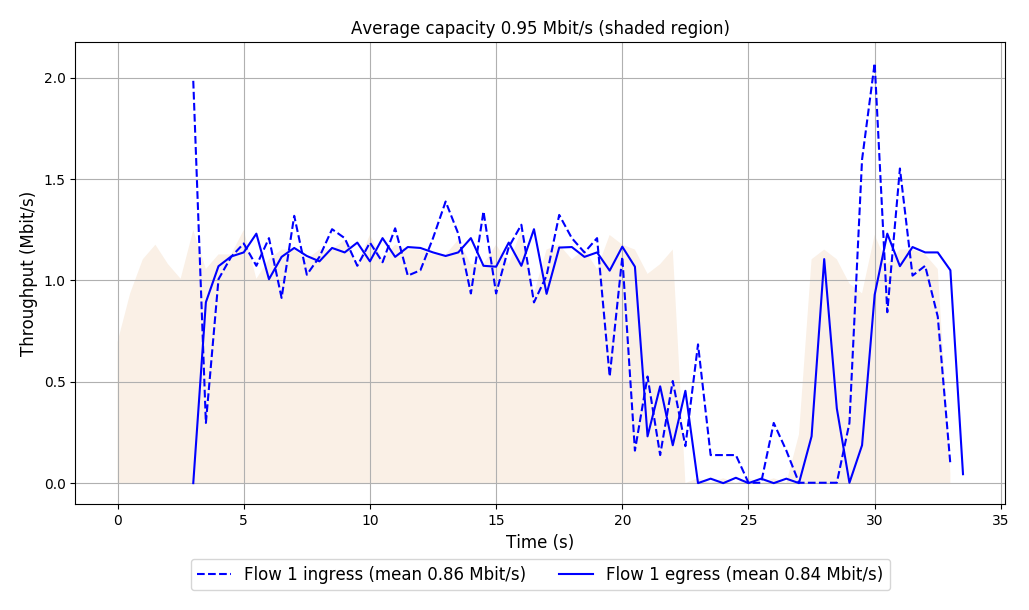 Average capacity 0.95 Mbit/s (shaded region)
Throughput (Mbit/s)
2.0
1.5
1.0
0.5
0.0
0 5 10 15 20 25 30 35
Time (s)
Flow 1 ingress (mean 0.86 Mbit/s) Flow 1 egress (mean 0.84 Mbit/s)